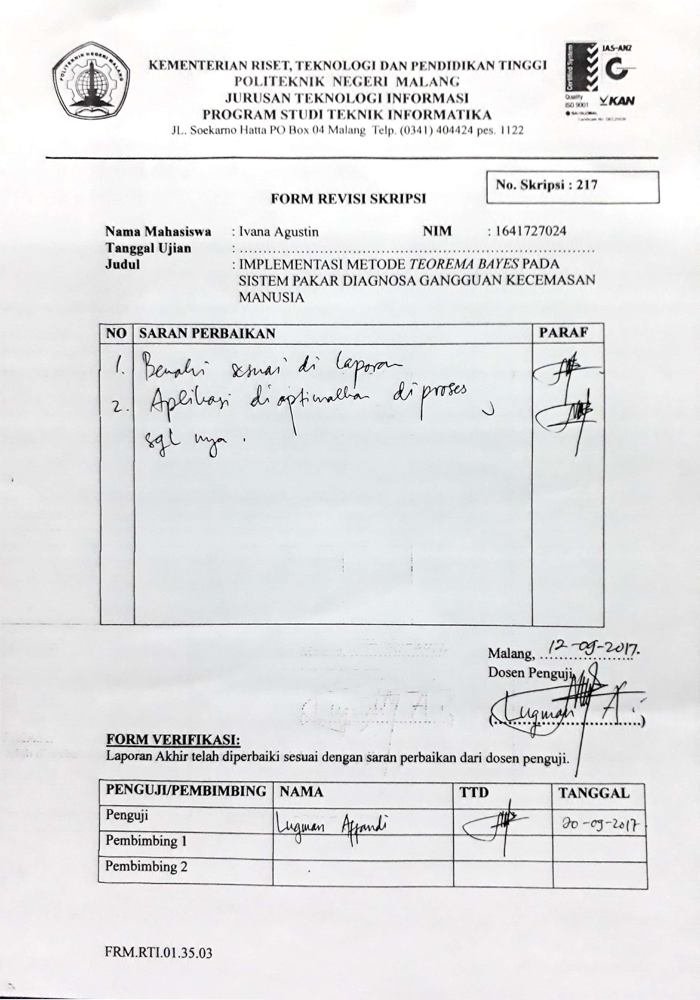 POLITEKNIK NEGERI MALANG
Certified System
JAS-ANZ
Quality
ISO 9001
KAN
SAI GLOBAL
KEMENTERIAN RISET, TEKNOLOGI DAN PENDIDIKAN TINGGI
POLITEKNIK NEGERI MALANG
JURUSAN TEKNOLOGI INFORMASI
PROGRAM STUDI TEKNIK INFORMATIKA
JL. Soekarno Hatta PO Box 04 Malang Telp. (0341) 404424 pes. 1122
No. Skripsi : 217
FORM REVISI SKRIPSI
Nama Mahasiswa : Ivana Agustin NIM : 1641727024
Tanggal Ujian : ........................................................................
Judul : IMPLEMENTASI METODE TEOREMA BAYES PADA
SISTEM PAKAR DIAGNOSA GANGGUAN KECEMASAN
MANUSIA
NO SARAN PERBAIKAN PARAF
1. Benahi sesuai di laporan
2. Aplikasi dioptimalkan di proses
sql nya .
Malang, 12-09-2017.
Dosen Penguji,
(Luqman A.)
FORM VERIFIKASI:
Laporan Akhir telah diperbaiki sesuai dengan saran perbaikan dari dosen penguji.
PENGUJI/PEMBIMBING NAMA TTD TANGGAL
Penguji Luqman Affandi 20-09-2017
Pembimbing 1
Pembimbing 2
FRM.RTI.01.35.03